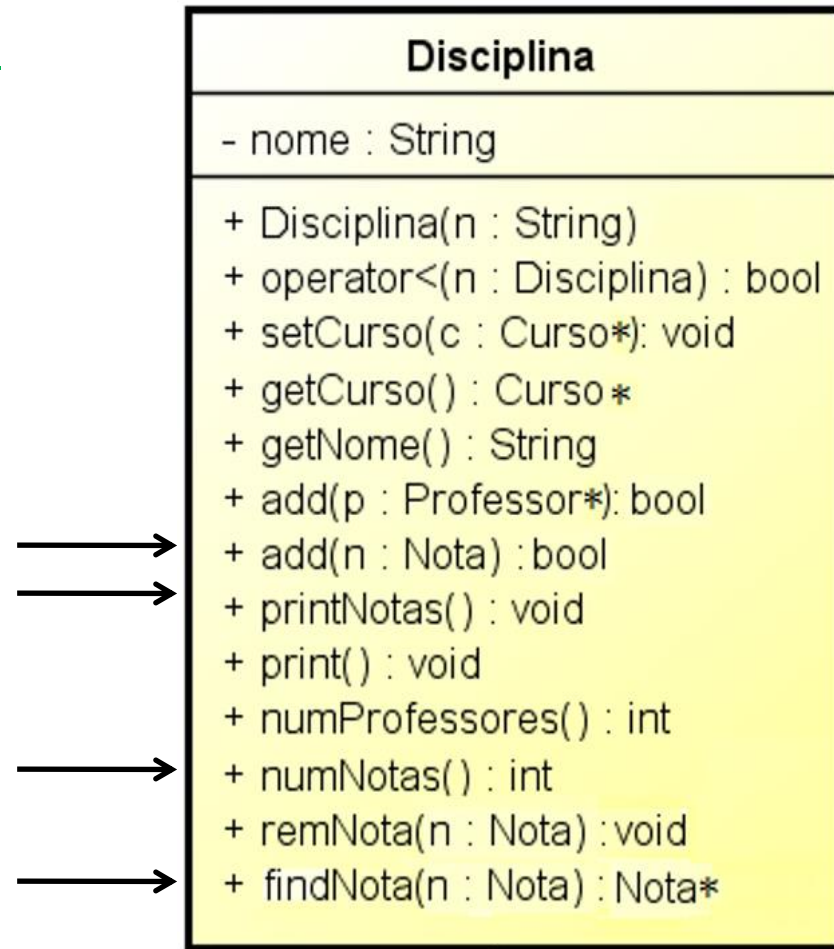 Disciplina
- nome : String
+ Disciplina(n : String)
+ operator<(n : Disciplina) : bool
+ setCurso(c : Curso*): void
+ getCurso() : Curso *
+ getNome() : String
+ add(p : Professor*): bool
+ add(n : Nota) : bool
+ printNotas() : void
+ print() : void
+ numProfessores() : int
+ numNotas() : int
+ remNota(n : Nota) : void
+ findNota(n : Nota) : Nota*